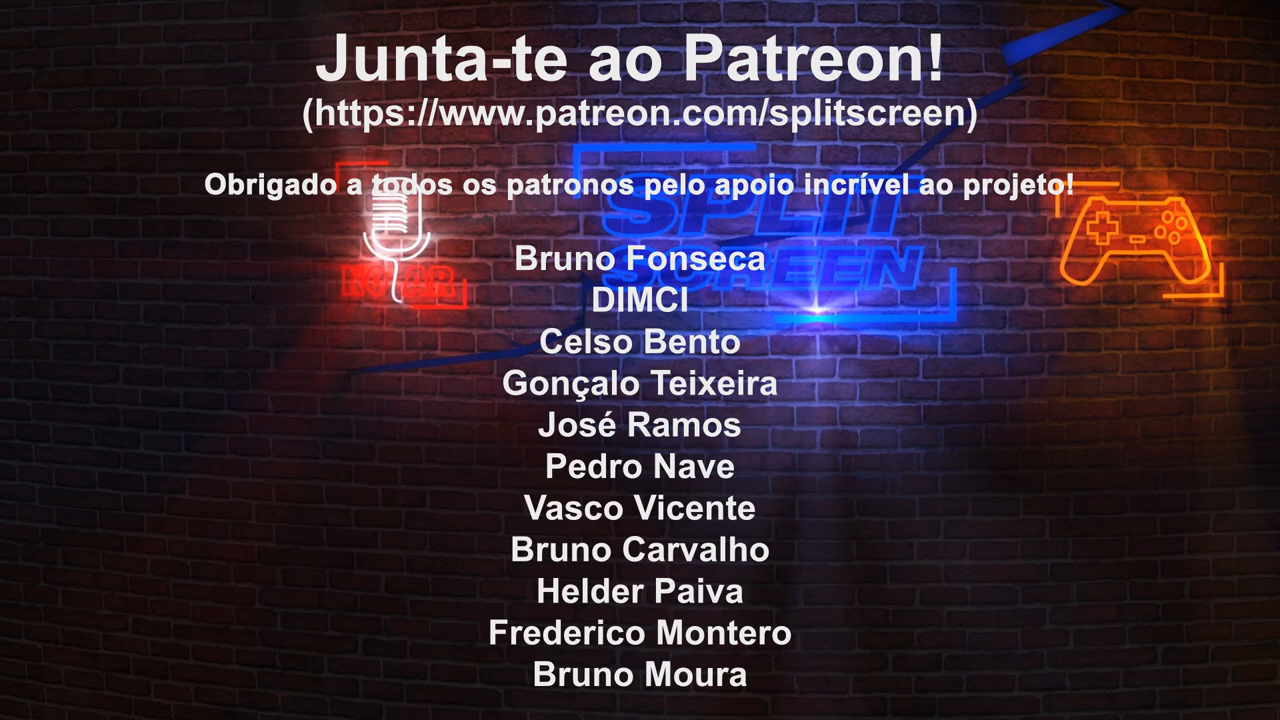 Junta-te ao Patreon!
(https://www.patreon.com/splitscreen)
Obrigado a todos os patronos pelo apoio incrível ao projeto!
SPLIT
SCREEN
Bruno Fonseca
DIMCI
Celso Bento
Gonçalo Teixeira
José Ramos
Pedro Nave
Vasco Vicente
Bruno Carvalho
Helder Paiva
Frederico Montero
Bruno Moura